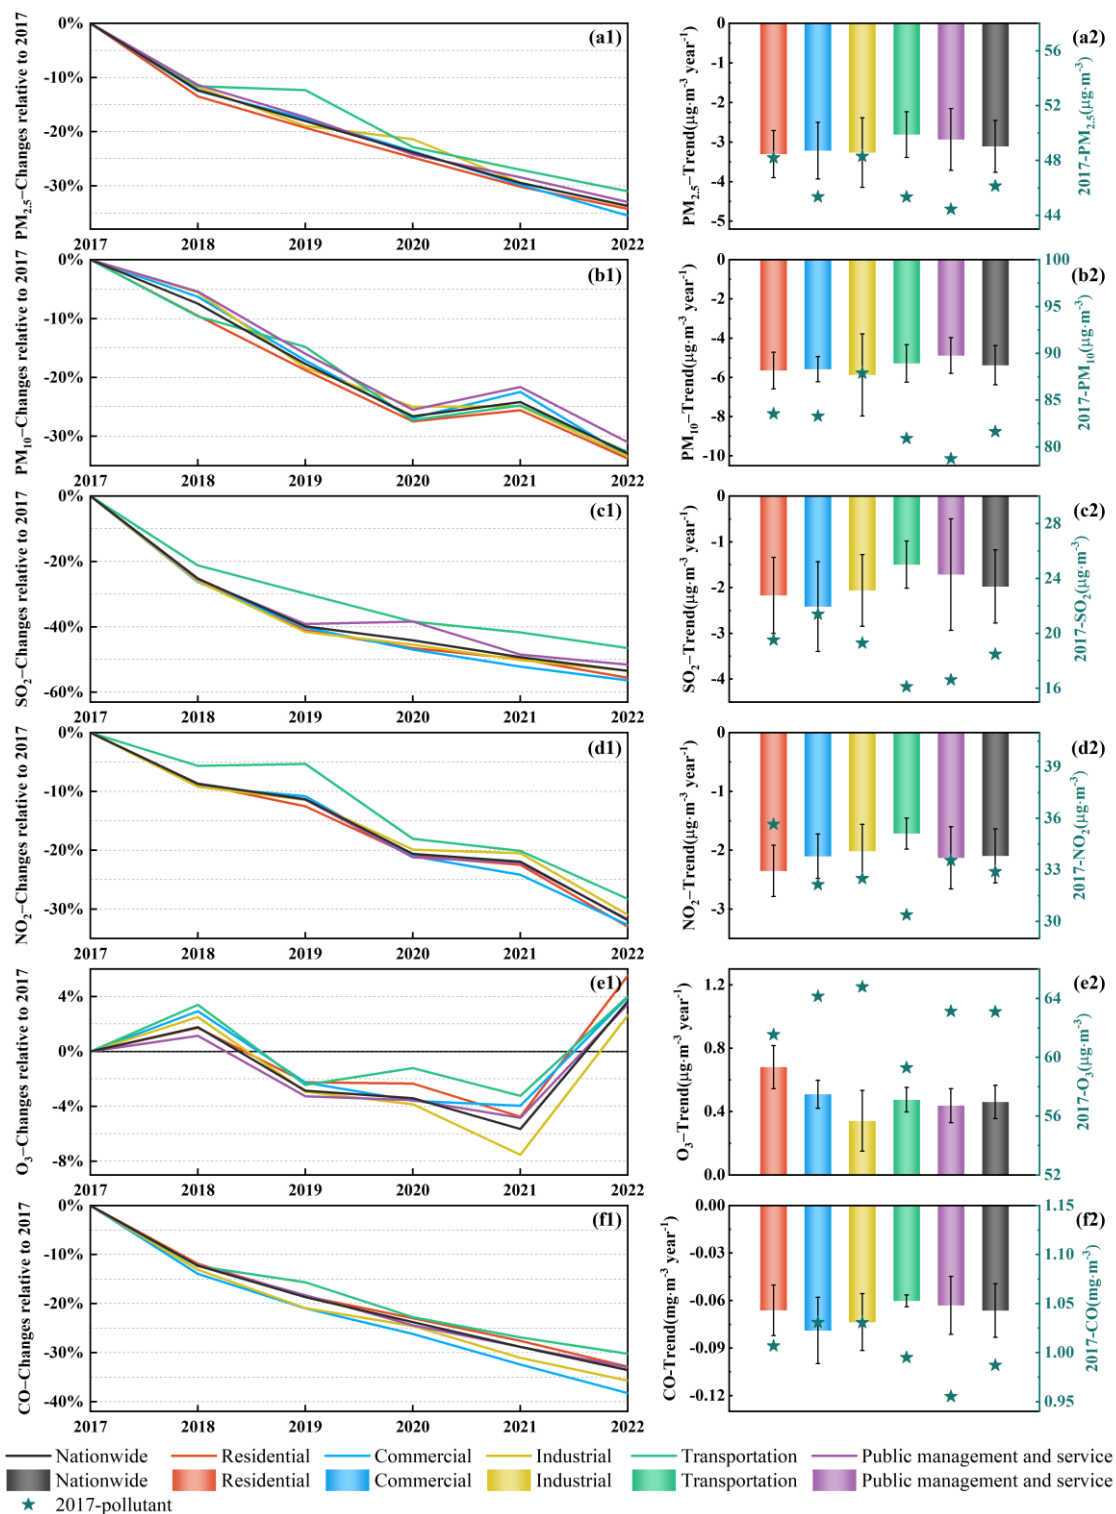 PM2.5–Changes relative to 2017
0%
-10%
-20%
-30%
(a1)
2017 2018 2019 2020 2021 2022
PM2.5–Trend(μg·m-3 year-1)
0
-1
-2
-3
-4
-5
(a2)
56
52
48
44
2017-PM2.5(μg·m-3)
PM10–Changes relative to 2017
0%
-10%
-20%
-30%
(b1)
2017 2018 2019 2020 2021 2022
PM10–Trend(μg·m-3 year-1)
0
-2
-4
-6
-8
-10
(b2)
100
95
90
85
80
2017-PM10(μg·m-3)
SO2–Changes relative to 2017
0%
-20%
-40%
-60%
(c1)
2017 2018 2019 2020 2021 2022
SO2–Trend(μg·m-3 year-1)
0
-1
-2
-3
-4
(c2)
28
24
20
16
2017-SO2(μg·m-3)
NO2–Changes relative to 2017
0%
-10%
-20%
-30%
(d1)
2017 2018 2019 2020 2021 2022
NO2–Trend(μg·m-3 year-1)
0
-1
-2
-3
(d2)
39
36
33
30
2017-NO2(μg·m-3)
O3–Changes relative to 2017
4%
0%
-4%
-8%
(e1)
2017 2018 2019 2020 2021 2022
O3–Trend(μg·m-3 year-1)
1.2
0.8
0.4
0.0
(e2)
64
60
56
52
2017-O3(μg·m-3)
CO–Changes relative to 2017
0%
-10%
-20%
-30%
-40%
(f1)
2017 2018 2019 2020 2021 2022
CO-Trend(mg·m-3 year-1)
0.00
-0.03
-0.06
-0.09
-0.12
(f2)
1.15
1.10
1.05
1.00
0.95
2017-CO(mg·m-3)
Nationwide Residential Commercial Industrial Transportation Public management and service
Nationwide Residential Commercial Industrial Transportation Public management and service
2017-pollutant